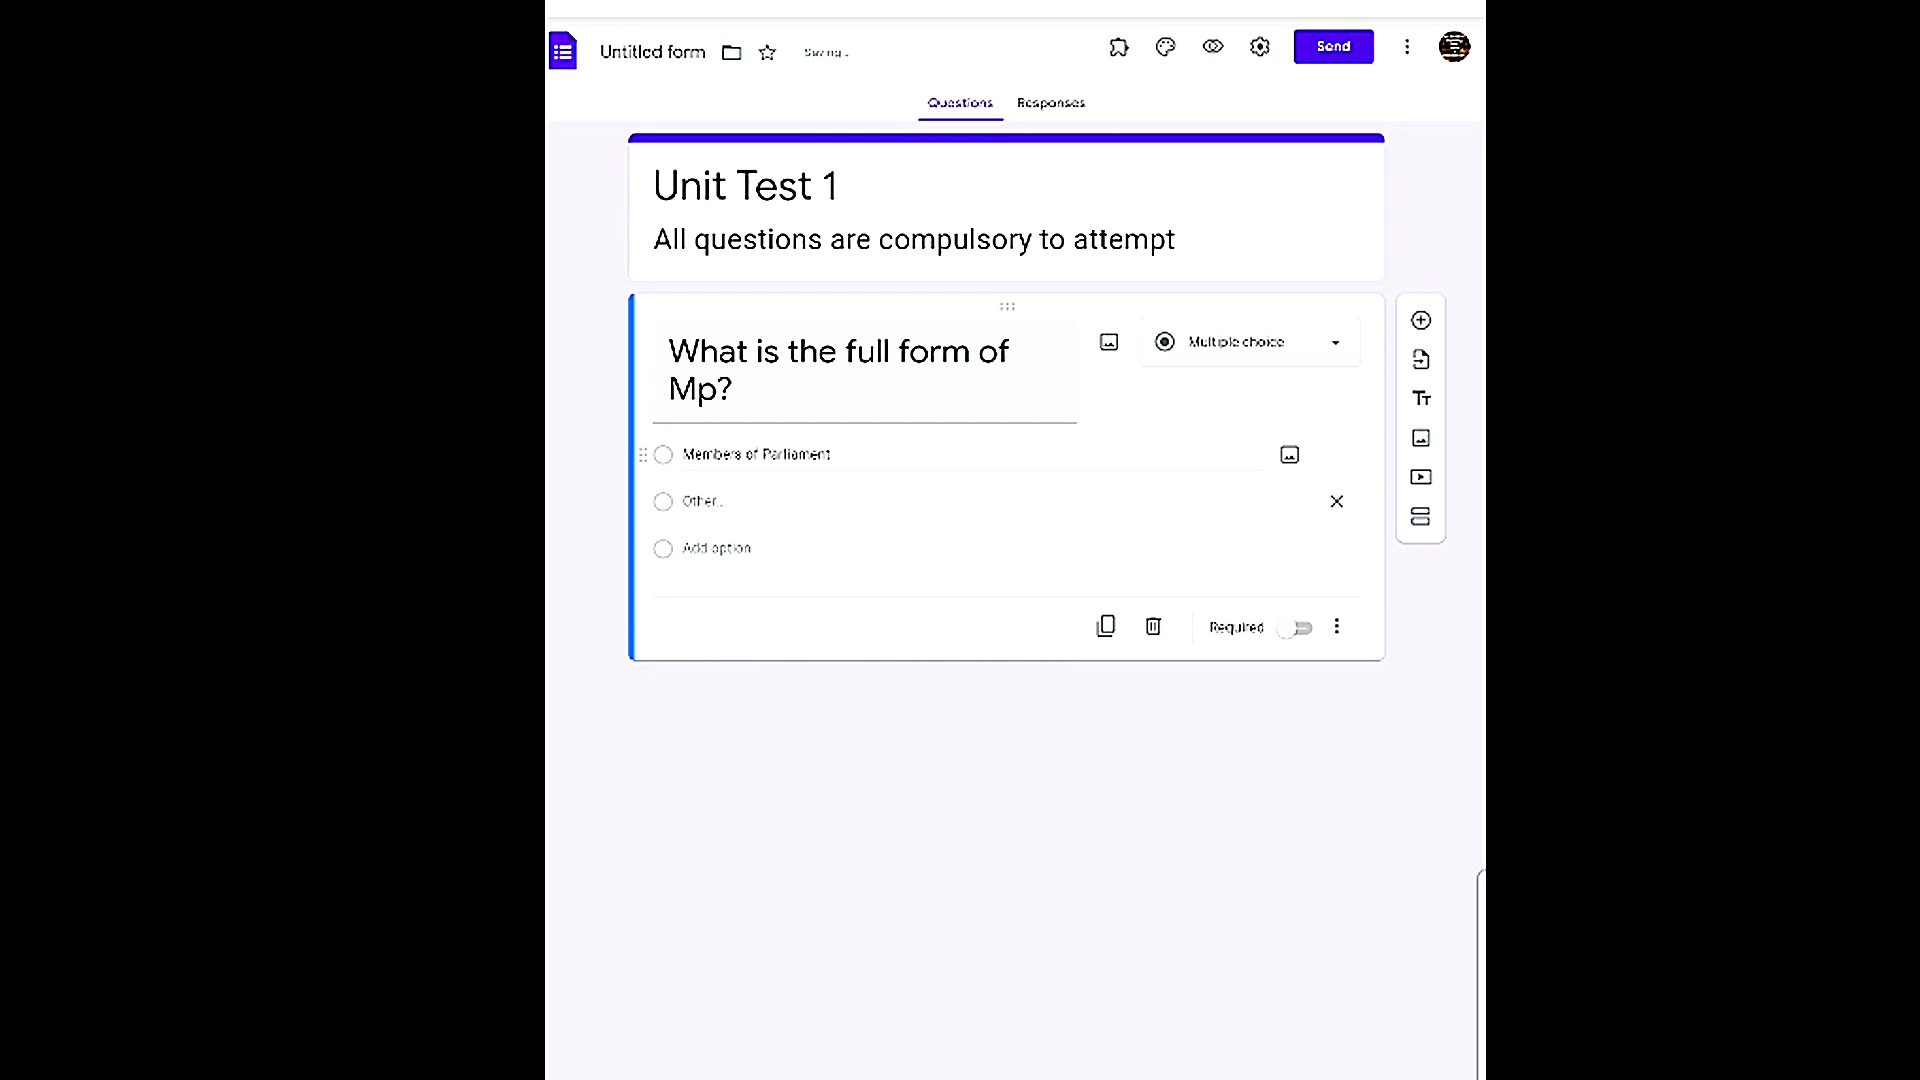 Untitled form
Saving...
Send
Questions Responses
Unit Test 1
All questions are compulsory to attempt
What is the full form of
Mp?
Multiple choice
Members of Parliament
Other...
Add option
Required